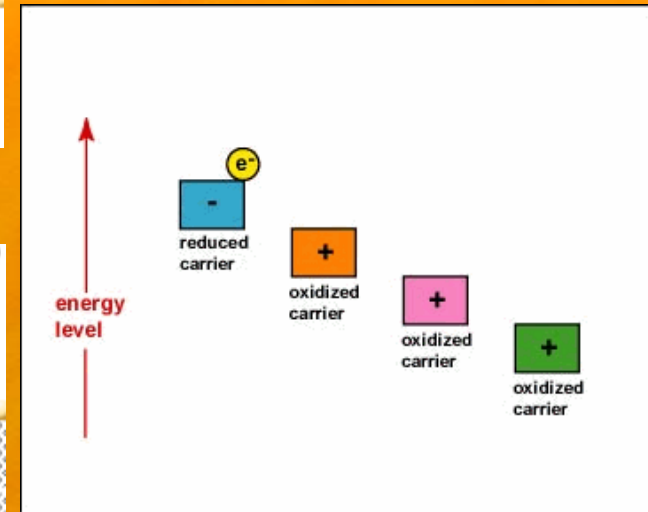 e-
-
reduced
carrier
+
oxidized
carrier
+
oxidized
carrier
+
oxidized
carrier
energy
level